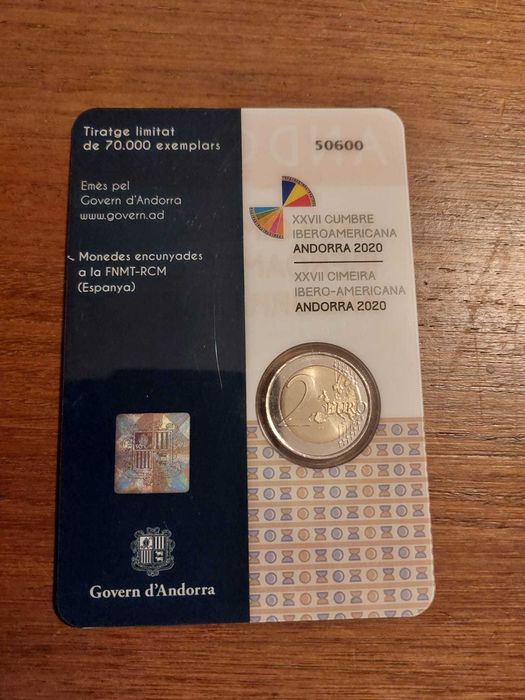 Tiratge limitat
de 70.000 exemplars
Emès pel
Govern d'Andorra
www.govern.ad
Monedes encunyades
a la FNMT-RCM
(Espanya)
Govern d'Andorra
50600
XXVII CUMBRE
IBEROAMERICANA
ANDORRA 2020
XXVII CIMEIRA
IBERO-AMERICANA
ANDORRA 2020
2 EURO